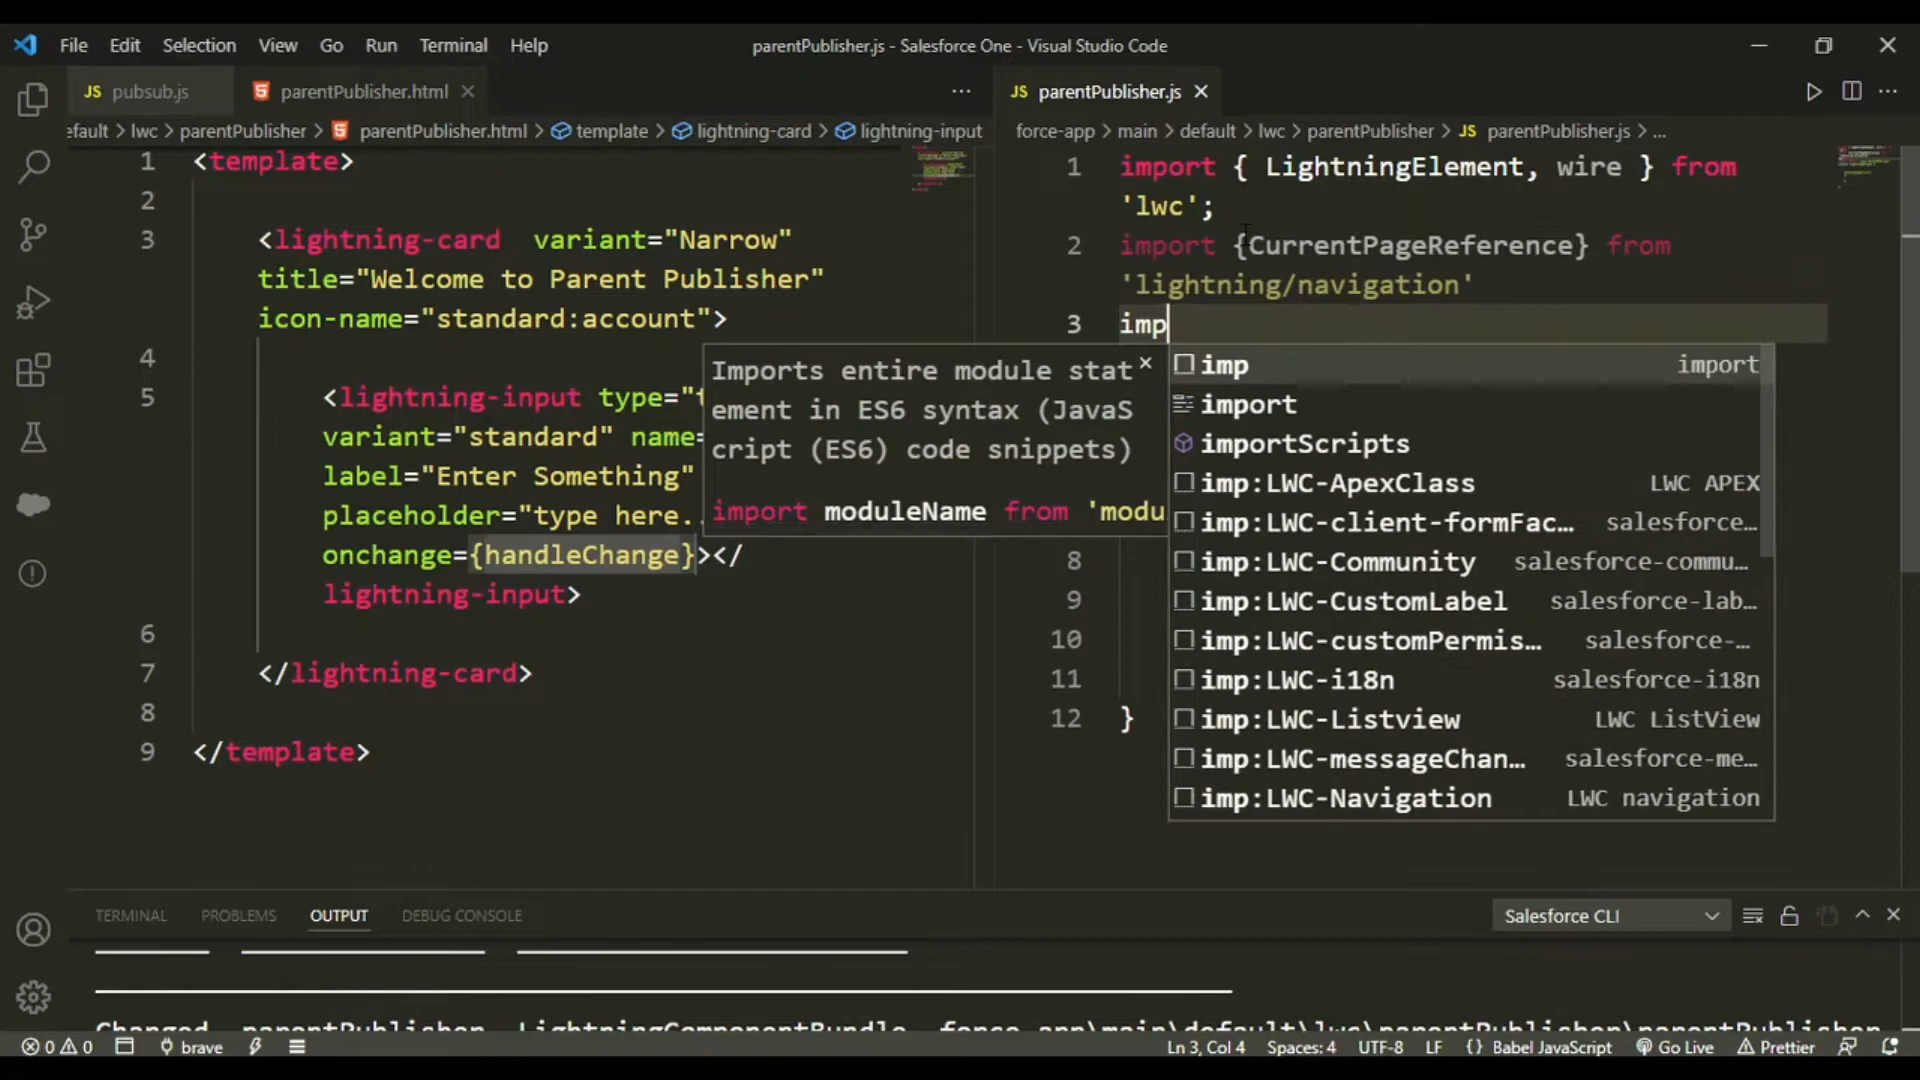 File Edit Selection View Go Run Terminal Help
parentPublisher.js - Salesforce One - Visual Studio Code
JS pubsub.js
parentPublisher.html
JS parentPublisher.js
efault > lwc > parentPublisher > parentPublisher.html > template > lightning-card > lightning-input
force-app > main > default > lwc > parentPublisher > JS parentPublisher.js > ...
1 <template>
2
3 <lightning-card variant="Narrow"
title="Welcome to Parent Publisher"
icon-name="standard:account">
4
5 <lightning-input type="t
variant="standard" name=
label="Enter Something"
placeholder="type here..
onchange={handleChange}></
lightning-input>
6
7 </lightning-card>
8
9 </template>
1 import { LightningElement, wire } from
'lwc';
2 import {CurrentPageReference} from
'lightning/navigation'
3 imp
8
9
10
11
12 }
Imports entire module stat
ement in ES6 syntax (JavaS
cript (ES6) code snippets)
import moduleName from 'modu
imp import
import
importScripts
imp:LWC-ApexClass LWC APEX
imp:LWC-client-formFac... salesforce...
imp:LWC-Community salesforce-commu...
imp:LWC-CustomLabel salesforce-lab...
imp:LWC-customPermis... salesforce-...
imp:LWC-i18n salesforce-i18n
imp:LWC-Listview LWC ListView
imp:LWC-messageChan... salesforce-me...
imp:LWC-Navigation LWC navigation
TERMINAL PROBLEMS OUTPUT DEBUG CONSOLE
Salesforce CLI
Changed parentPublisher LightningComponentBundle force-app\main\default\lwc\parentPublisher\parentPublisher
0 0 brave
Ln 3, Col 4 Spaces: 4 UTF-8 LF {} Babel JavaScript Go Live Prettier